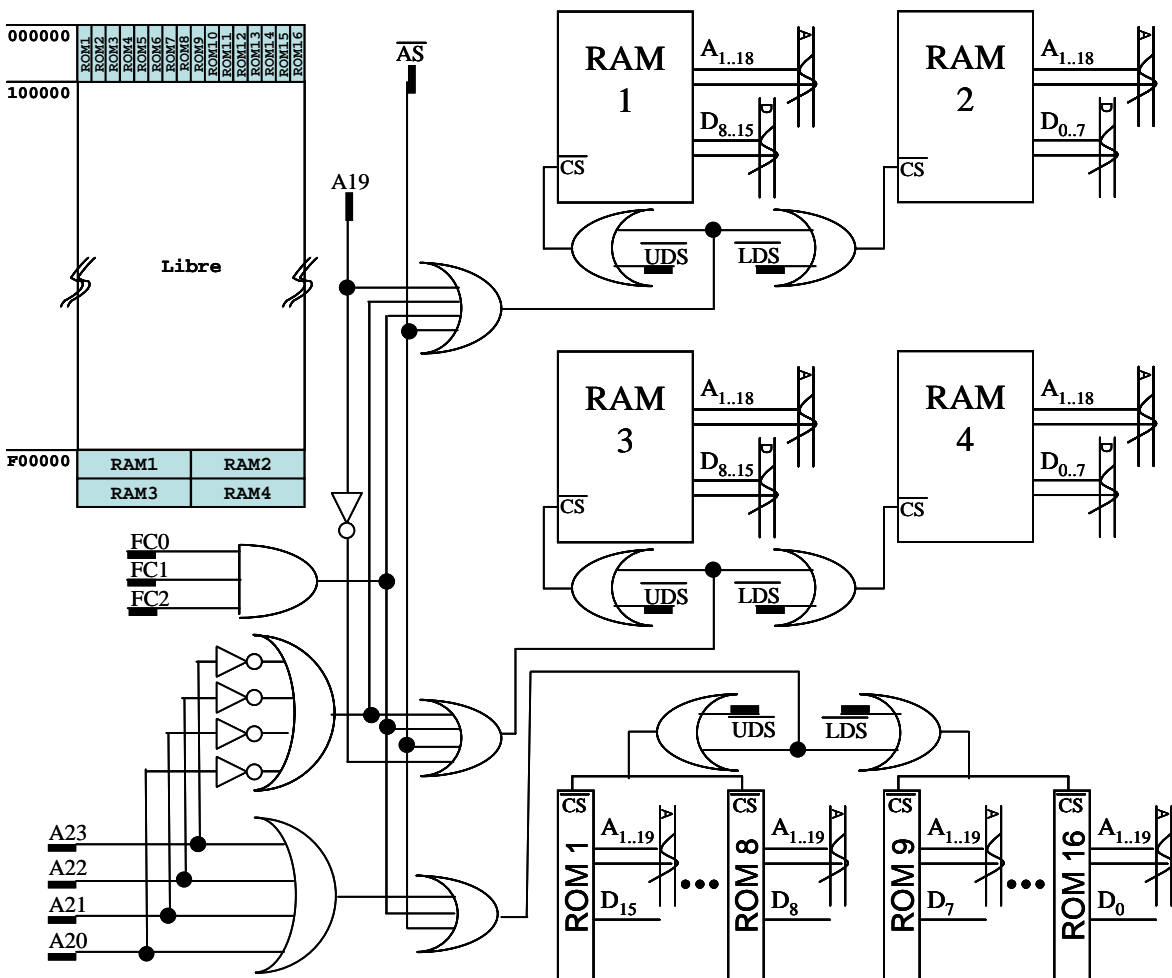 000000
ROM1 ROM2 ROM3 ROM4 ROM5 ROM6 ROM7 ROM8 ROM9 ROM10 ROM11 ROM12 ROM13 ROM14 ROM15 ROM16
100000
Libre
F00000
RAM1 RAM2
RAM3 RAM4
AS
A19
FC0
FC1
FC2
A23
A22
A21
A20
RAM
1
A1..18
A
D8..15
D
CS
RAM
2
A1..18
A
D0..7
D
CS
UDS LDS
RAM
3
A1..18
A
D8..15
D
CS
RAM
4
A1..18
A
D0..7
D
CS
UDS LDS
UDS LDS
CS
ROM 1
A1..19
A
D15
•••
CS
ROM 8
A1..19
A
D8
CS
ROM 9
A1..19
A
D7
•••
CS
ROM 16
A1..19
A
D0